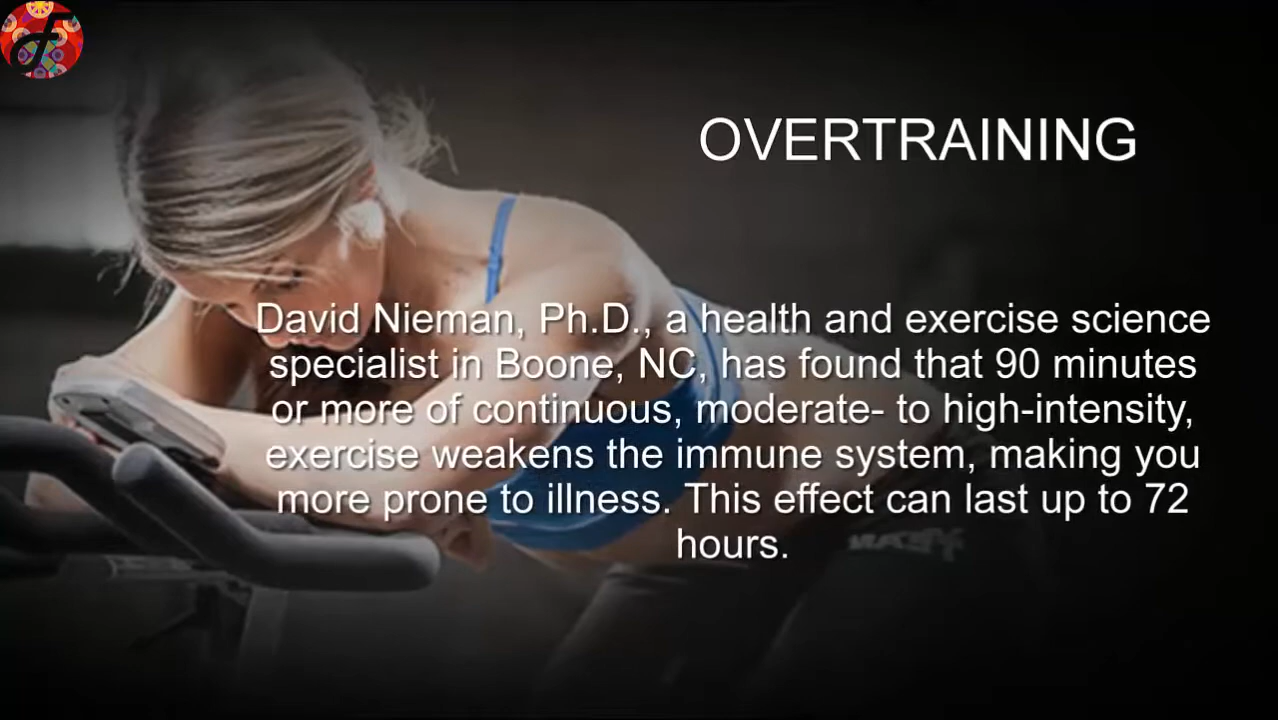 OVERTRAINING
David Nieman, Ph.D., a health and exercise science
specialist in Boone, NC, has found that 90 minutes
or more of continuous, moderate- to high-intensity,
exercise weakens the immune system, making you
more prone to illness. This effect can last up to 72
hours.